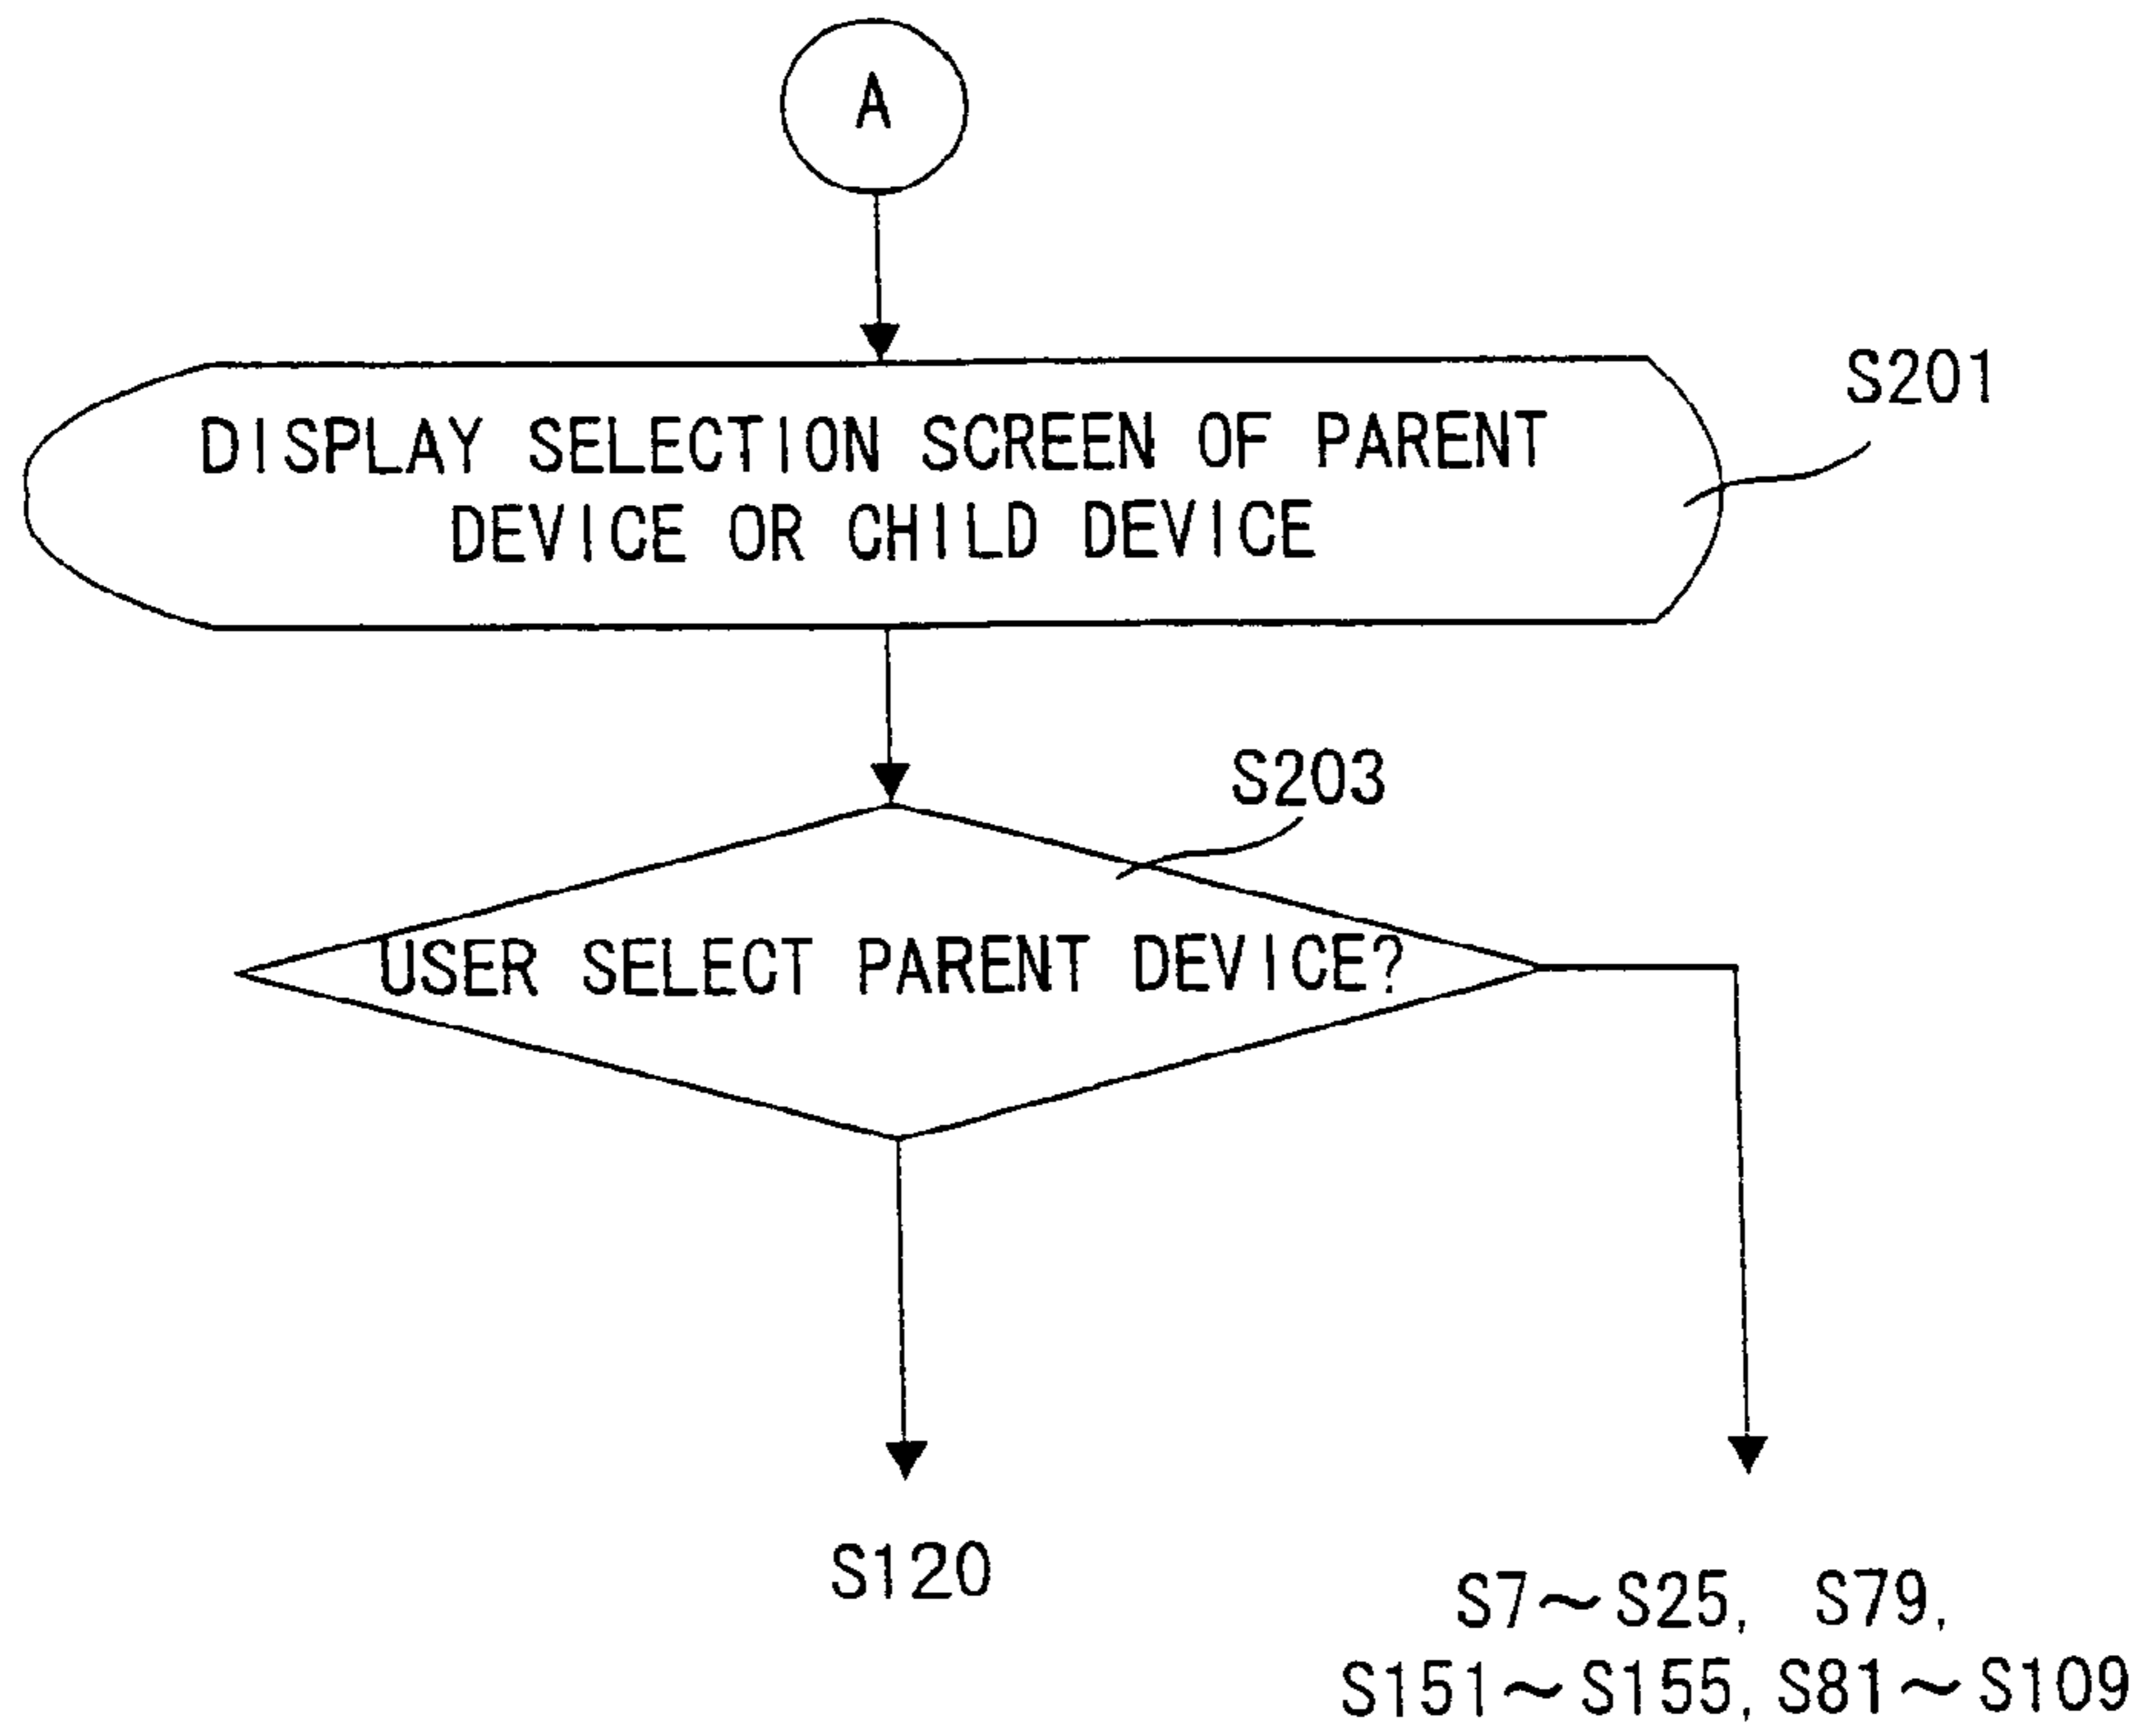 A
S201
DISPLAY SELECTION SCREEN OF PARENT
DEVICE OR CHILD DEVICE
S203
USER SELECT PARENT DEVICE?
S120
S7～S25, S79,
S151～S155, S81～S109